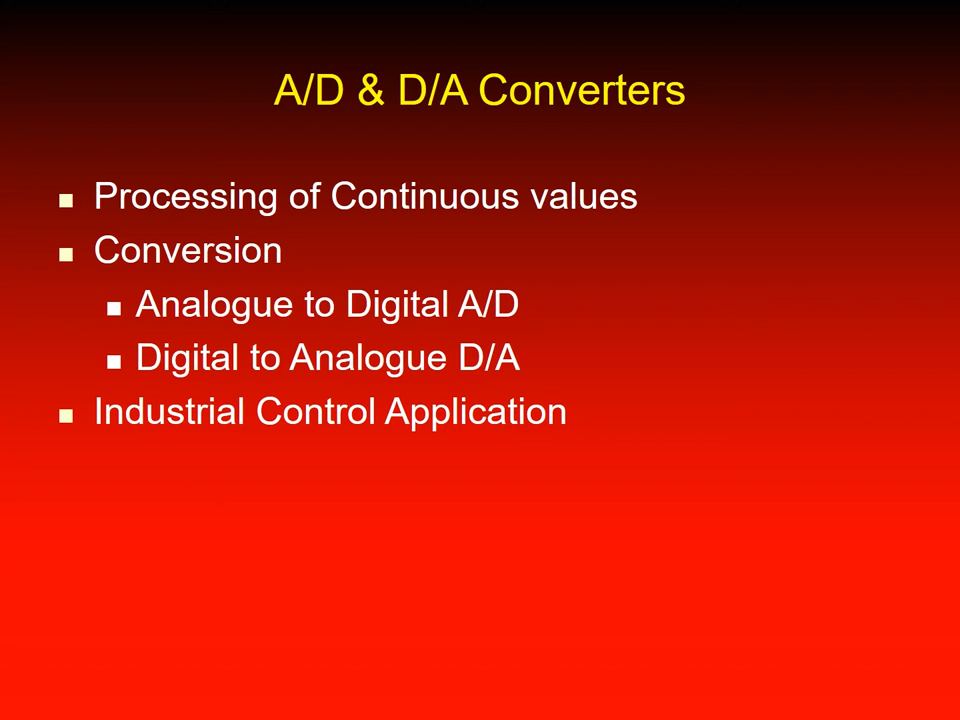 A/D & D/A Converters
Processing of Continuous values
Conversion
Analogue to Digital A/D
Digital to Analogue D/A
Industrial Control Application